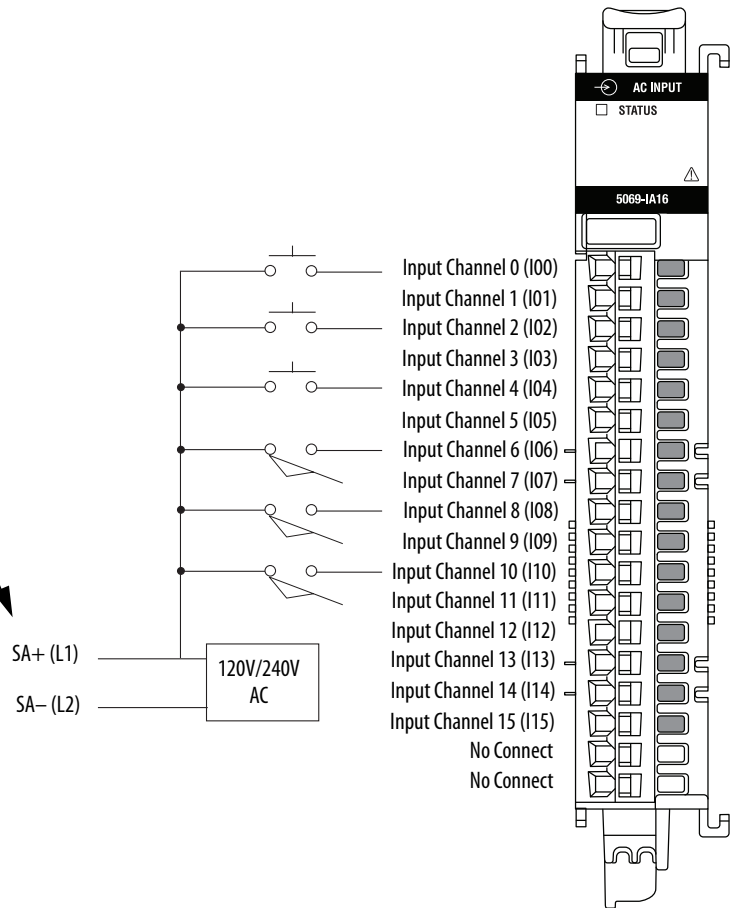 AC INPUT
STATUS
5069-IA16
Input Channel 0 (I00)
Input Channel 1 (I01)
Input Channel 2 (I02)
Input Channel 3 (I03)
Input Channel 4 (I04)
Input Channel 5 (I05)
Input Channel 6 (I06)
Input Channel 7 (I07)
Input Channel 8 (I08)
Input Channel 9 (I09)
Input Channel 10 (I10)
Input Channel 11 (I11)
Input Channel 12 (I12)
Input Channel 13 (I13)
Input Channel 14 (I14)
Input Channel 15 (I15)
No Connect
No Connect
SA+ (L1)
SA– (L2)
120V/240V
AC